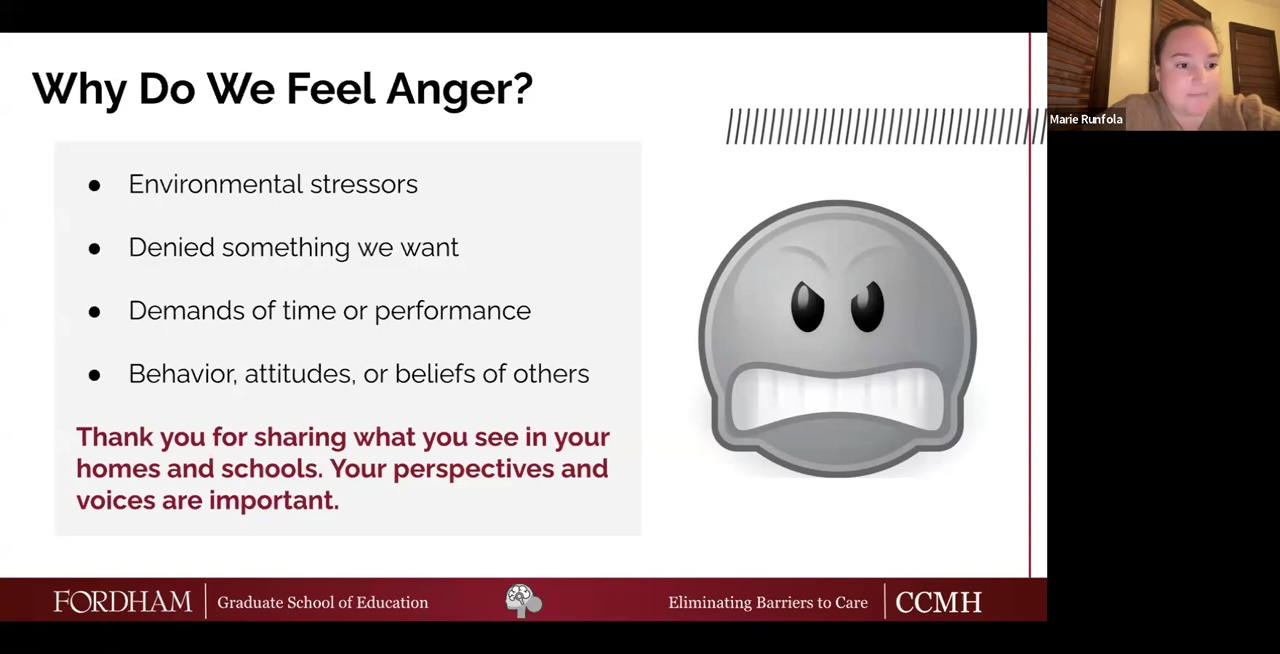 Why Do We Feel Anger?
● Environmental stressors
● Denied something we want
● Demands of time or performance
● Behavior, attitudes, or beliefs of others
Thank you for sharing what you see in your
homes and schools. Your perspectives and
voices are important.
Marie Runfola
FORDHAM Graduate School of Education
Eliminating Barriers to Care CCMH